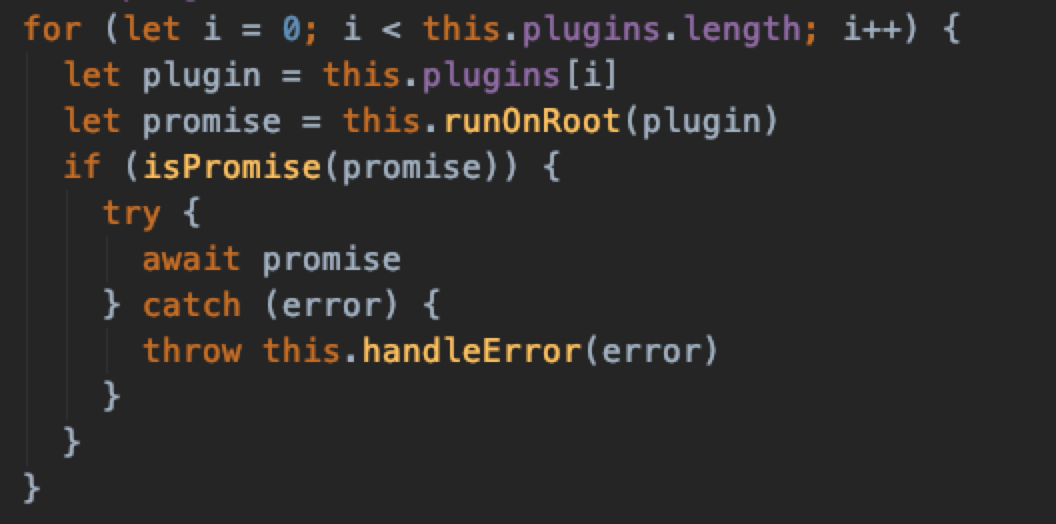 for (let i = 0; i < this.plugins.length; i++) {
  let plugin = this.plugins[i]
  let promise = this.runOnRoot(plugin)
  if (isPromise(promise)) {
    try {
      await promise
    } catch (error) {
      throw this.handleError(error)
    }
  }
}